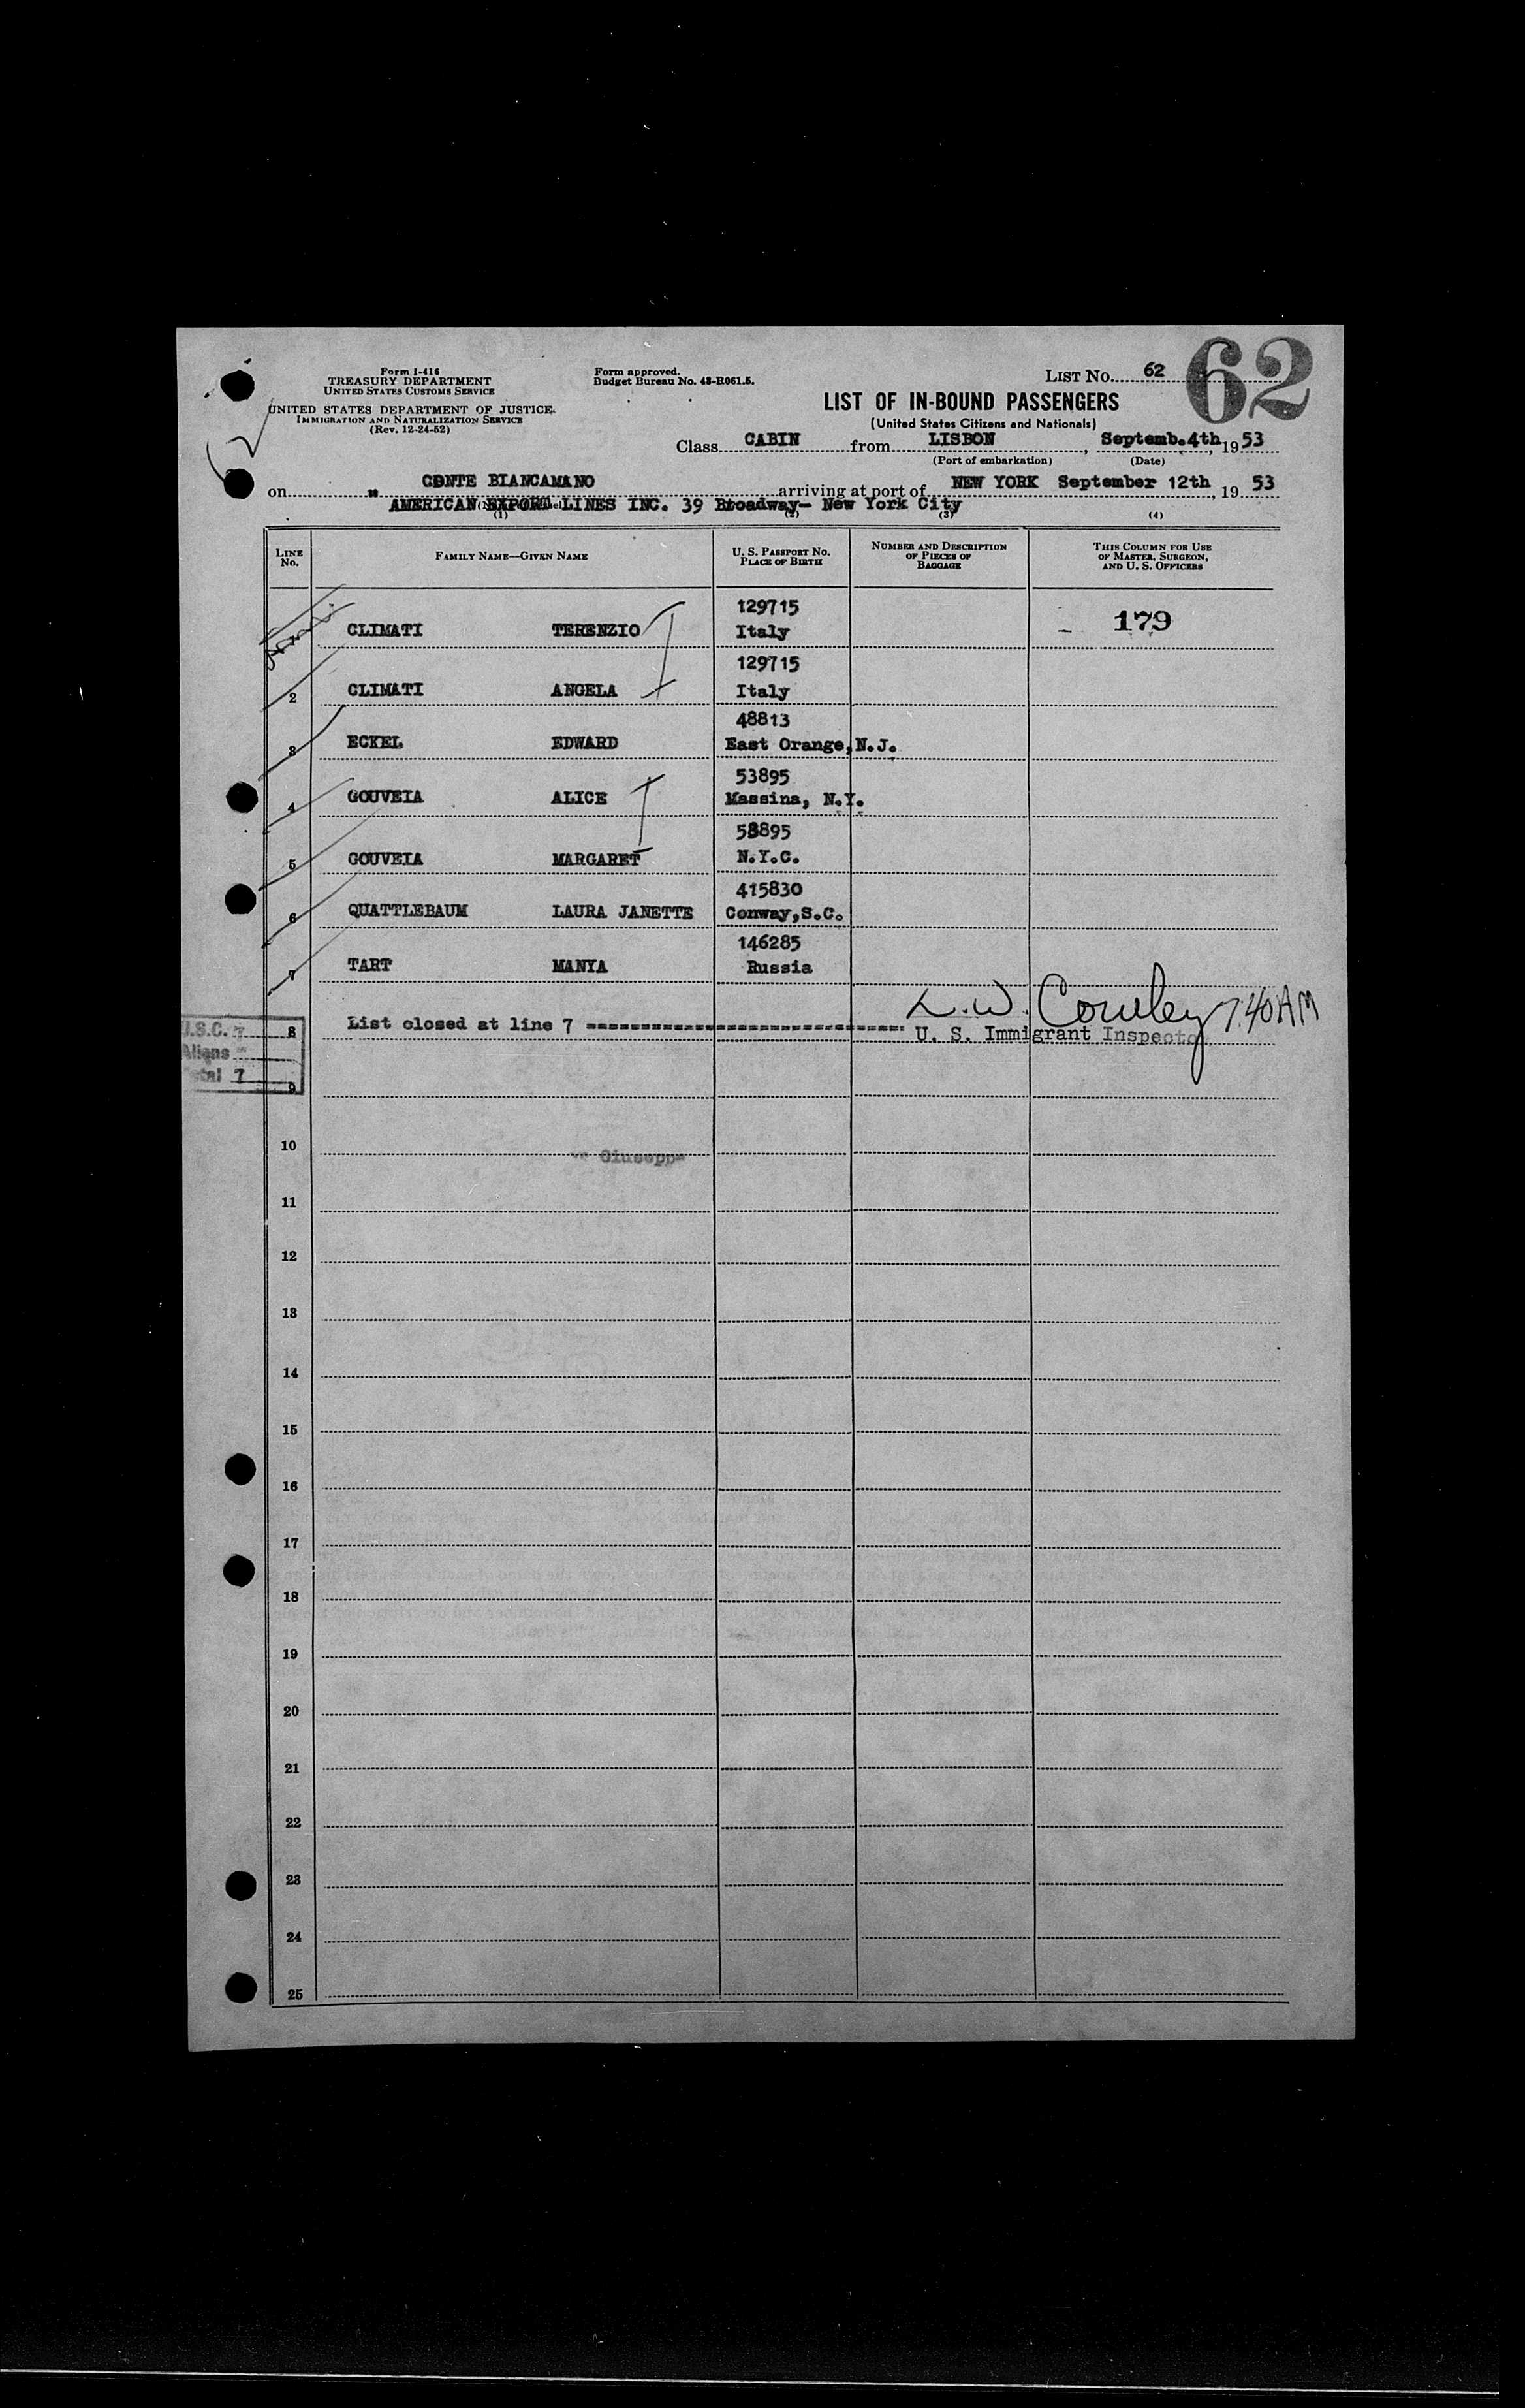 Form I-416
TREASURY DEPARTMENT
UNITED STATES CUSTOMS SERVICE
UNITED STATES DEPARTMENT OF JUSTICE
IMMIGRATION AND NATURALIZATION SERVICE
(Rev. 12-24-52)
Form approved.
Budget Bureau No. 43-R061.5.
LIST NO. 62
62
LIST OF IN-BOUND PASSENGERS
(United States Citizens and Nationals)
Class CABIN from LISBON, Septemb. 4th, 1953
(Port of embarkation) (Date)
on " CONTE BIANCAMANO arriving at port of NEW YORK September 12th, 19 53
AMERICAN EXPORT LINES INC. 39 Broadway- New York City
(1) (2) (3) (4)
LINE NO. FAMILY NAME—GIVEN NAME U. S. PASSPORT NO. PLACE OF BIRTH NUMBER AND DESCRIPTION OF PIECES OF BAGGAGE THIS COLUMN FOR USE OF MASTER, SURGEON, AND U. S. OFFICERS
129715
CLIMATI TERENZIO Italy - 179
129715
2 CLIMATI ANGELA Italy
48813
3 ECKEL EDWARD East Orange, N.J.
53895
4 GOUVEIA ALICE Massina, N.Y.
53895
5 GOUVEIA MARGARET N.Y.C.
415830
6 QUATTLEBAUM LAURA JANETTE Conway, S.C.
146285
7 TART MANYA Russia
L. W. Cowley 7.40 AM
8 List closed at line 7 ----------------------------
U. S. Immigrant Inspector
U.S.C. 7
Aliens -
Total 7
9
10
Giuseppe
11
12
13
14
15
16
17
18
19
20
21
22
23
24
25